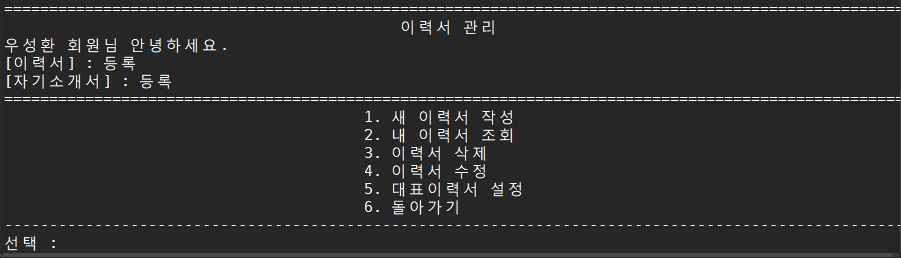 ====================================================================================================
이력서 관리
우성환 회원님 안녕하세요.
[이력서] : 등록
[자기소개서] : 등록
====================================================================================================
1. 새 이력서 작성
2. 내 이력서 조회
3. 이력서 삭제
4. 이력서 수정
5. 대표이력서 설정
6. 돌아가기
----------------------------------------------------------------------------------------------------
선택 :